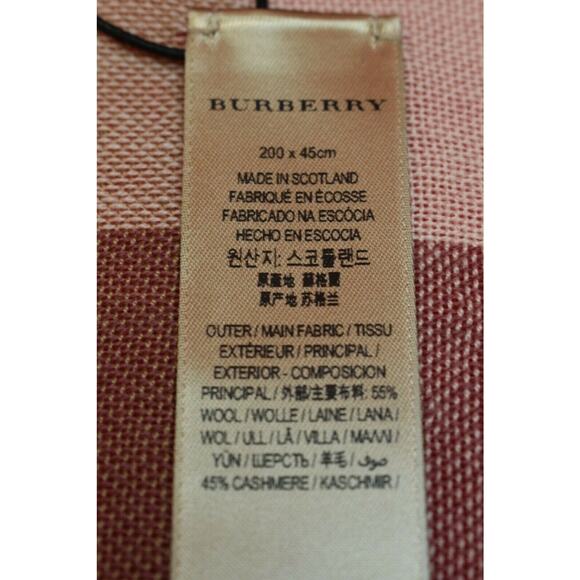 BURBERRY
200 x 45cm
MADE IN SCOTLAND
FABRIQUÉ EN ÉCOSSE
FABRICADO NA ESCÓCIA
HECHO EN ESCOCIA
원산지: 스코틀랜드
原產地 蘇格蘭
原产地 苏格兰
OUTER / MAIN FABRIC / TISSU
EXTÉRIEUR / PRINCIPAL /
EXTERIOR - COMPOSICION
PRINCIPAL / 外部/主要布料: 55%
WOOL / WOLLE / LAINE / LANA /
WOL / ULL / LÃ / VILLA / ΜΑΛΛΙ /
YÜN / ШЕРСТЬ / 羊毛 / صوف /
45% CASHMERE / KASCHMIR /